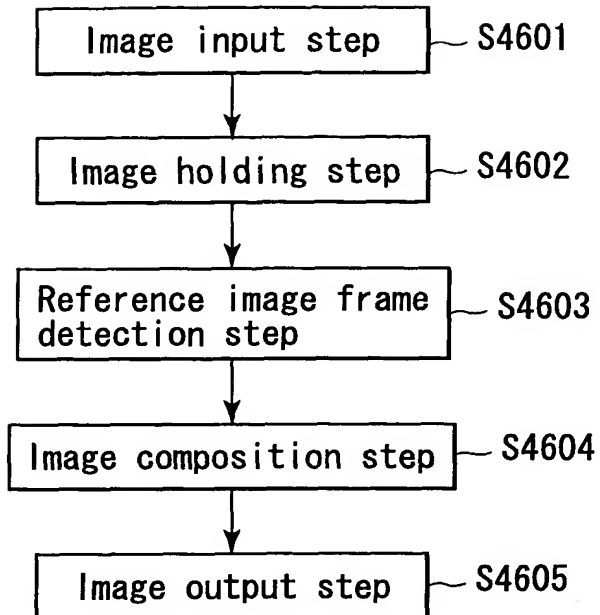 Image input step S4601
Image holding step S4602
Reference image frame
detection step S4603
Image composition step S4604
Image output step S4605